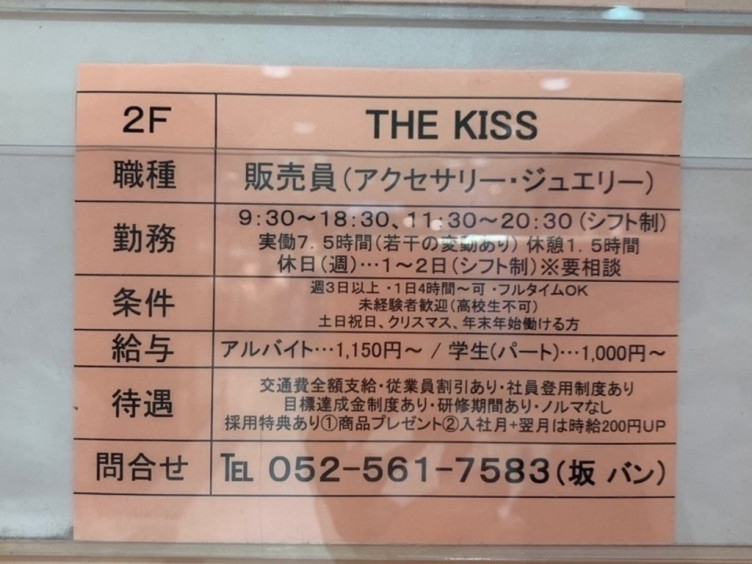 2F THE KISS
職種 販売員(アクセサリー・ジュエリー)
勤務 9:30～18:30、11:30～20:30(シフト制)
実働7.5時間(若干の変動あり) 休憩1.5時間
休日(週)…1～2日(シフト制)※要相談
条件 週3日以上・1日4時間～可・フルタイムOK
未経験者歓迎(高校生不可)
土日祝日、クリスマス、年末年始働ける方
給与 アルバイト…1,150円～ / 学生(パート)…1,000円～
待遇 交通費全額支給・従業員割引あり・社員登用制度あり
目標達成金制度あり・研修期間あり・ノルマなし
採用特典あり①商品プレゼント②入社月+翌月は時給200円UP
問合せ ℡ 052-561-7583(坂 バン)